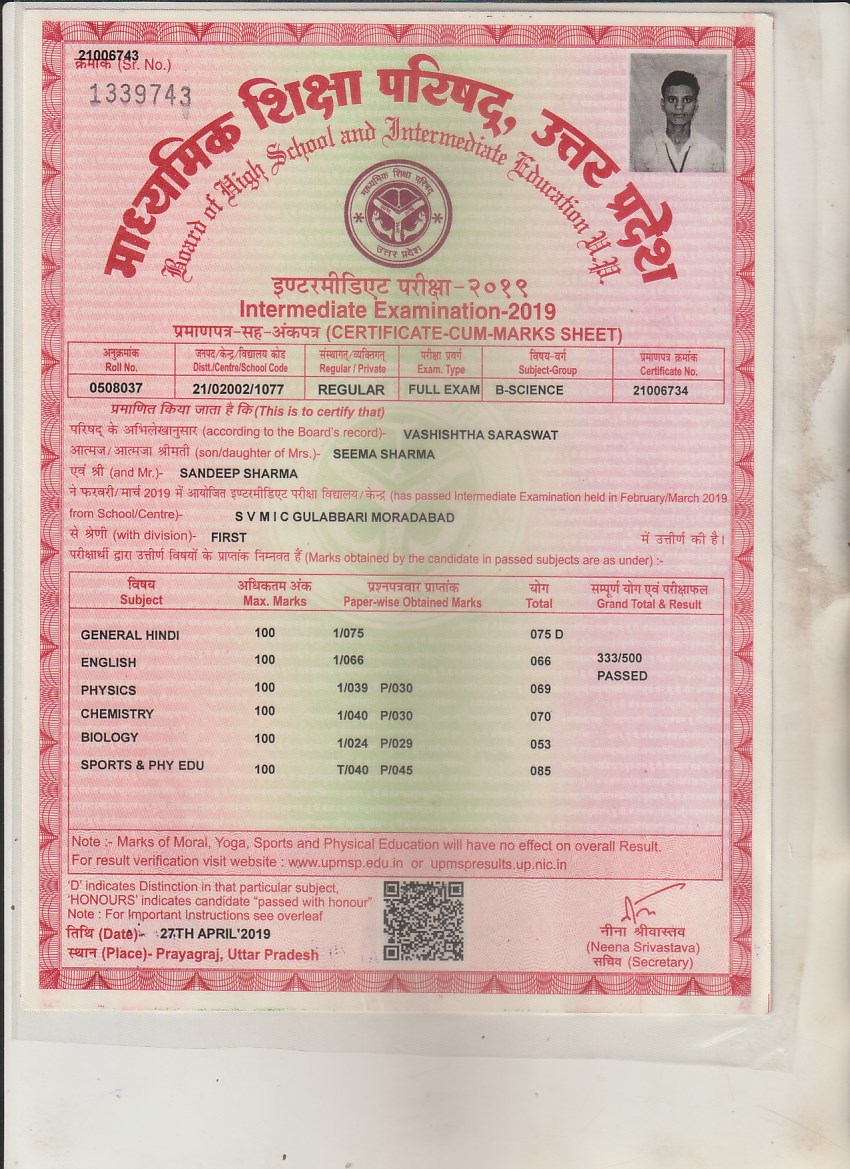 21006743
क्रमांक (Sr. No.)
1339743
माध्यमिक शिक्षा परिषद्, उत्तर प्रदेश
Board of High School and Intermediate Education U.P.
माध्यमिक शिक्षा परिषद्
उत्तर प्रदेश
इण्टरमीडिएट परीक्षा-२०१९
Intermediate Examination-2019
प्रमाणपत्र-सह-अंकपत्र (CERTIFICATE-CUM-MARKS SHEET)
अनुक्रमांक जनपद/केन्द्र/विद्यालय कोड संस्थागत्/व्यक्तिगत् परीक्षा प्रवर्ग विषय-वर्ग प्रमाणपत्र क्रमांक
Roll No. Distt./Centre/School Code Regular / Private Exam. Type Subject-Group Certificate No.
0508037 21/02002/1077 REGULAR FULL EXAM B-SCIENCE 21006734
प्रमाणित किया जाता है कि (This is to certify that)
परिषद् के अभिलेखानुसार (according to the Board's record)- VASHISHTHA SARASWAT
आत्मज/आत्मजा श्रीमती (son/daughter of Mrs.)- SEEMA SHARMA
एवं श्री (and Mr.)- SANDEEP SHARMA
ने फरवरी/मार्च 2019 में आयोजित इण्टरमीडिएट परीक्षा विद्यालय/केन्द्र (has passed Intermediate Examination held in February/March 2019
from School/Centre)- S V M I C GULABBARI MORADABAD
से श्रेणी (with division)- FIRST में उत्तीर्ण की है।
परीक्षार्थी द्वारा उत्तीर्ण विषयों के प्राप्तांक निम्नवत हैं (Marks obtained by the candidate in passed subjects are as under) :-
विषय अधिकतम अंक प्रश्नपत्रवार प्राप्तांक योग सम्पूर्ण योग एवं परीक्षाफल
Subject Max. Marks Paper-wise Obtained Marks Total Grand Total & Result
GENERAL HINDI 100 1/075 075 D
ENGLISH 100 1/066 066 333/500
PASSED
PHYSICS 100 1/039 P/030 069
CHEMISTRY 100 1/040 P/030 070
BIOLOGY 100 1/024 P/029 053
SPORTS & PHY EDU 100 T/040 P/045 085
Note :- Marks of Moral, Yoga, Sports and Physical Education will have no effect on overall Result.
For result verification visit website : www.upmsp.edu.in or upmspresults.up.nic.in
'D' indicates Distinction in that particular subject,
'HONOURS' indicates candidate "passed with honour"
Note : For Important Instructions see overleaf
तिथि (Date)- 27TH APRIL'2019
स्थान (Place)- Prayagraj, Uttar Pradesh
नीना श्रीवास्तव
(Neena Srivastava)
सचिव (Secretary)